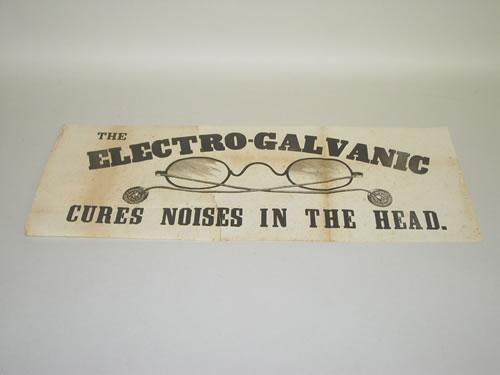 THE
ELECTRO-GALVANIC
CURES NOISES IN THE HEAD.